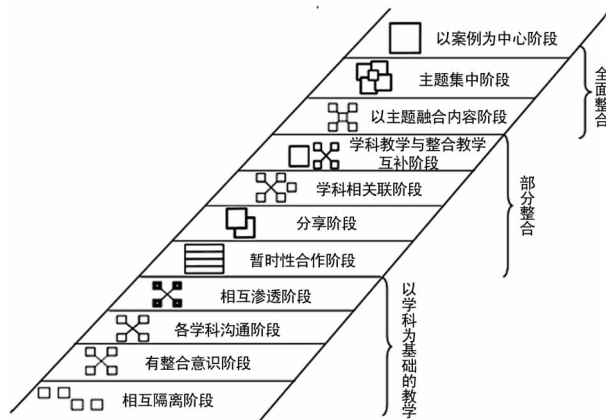 以案例为中心阶段
主题集中阶段
以主题融合内容阶段
学科教学与整合教学
互补阶段
学科相关联阶段
分享阶段
暂时性合作阶段
相互渗透阶段
各学科沟通阶段
有整合意识阶段
相互隔离阶段
全面整合
部分整合
以学科为基础的教学